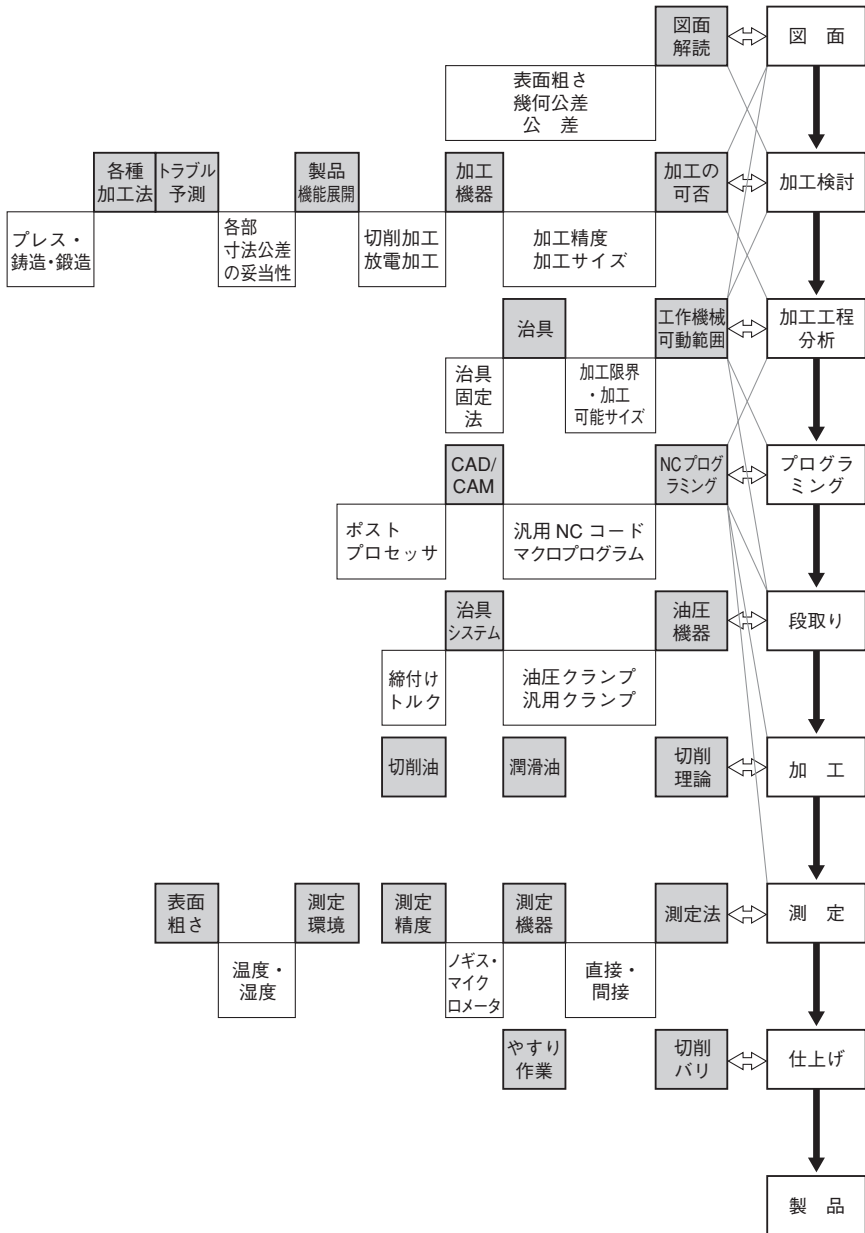 図面
解読
図　面
表面粗さ
幾何公差
公　差
各種
加工法
トラブル
予測
製品
機能展開
加工
機器
加工の
可否
加工検討
プレス・
鋳造・鍛造
各部
寸法公差
の妥当性
切削加工
放電加工
加工精度
加工サイズ
治具
工作機械
可動範囲
加工工程
分析
治具
固定
法
加工限界
・加工
可能サイズ
CAD/
CAM
NCプログ
ラミング
プログラ
ミング
ポスト
プロセッサ
汎用 NC コード
マクロプログラム
治具
システム
油圧
機器
段取り
締付け
トルク
油圧クランプ
汎用クランプ
切削油
潤滑油
切削
理論
加　工
表面
粗さ
測定
環境
測定
精度
測定
機器
測定法
測　定
温度・
湿度
ノギス・
マイク
ロメータ
直接・
間接
やすり
作業
切削
バリ
仕上げ
製　品